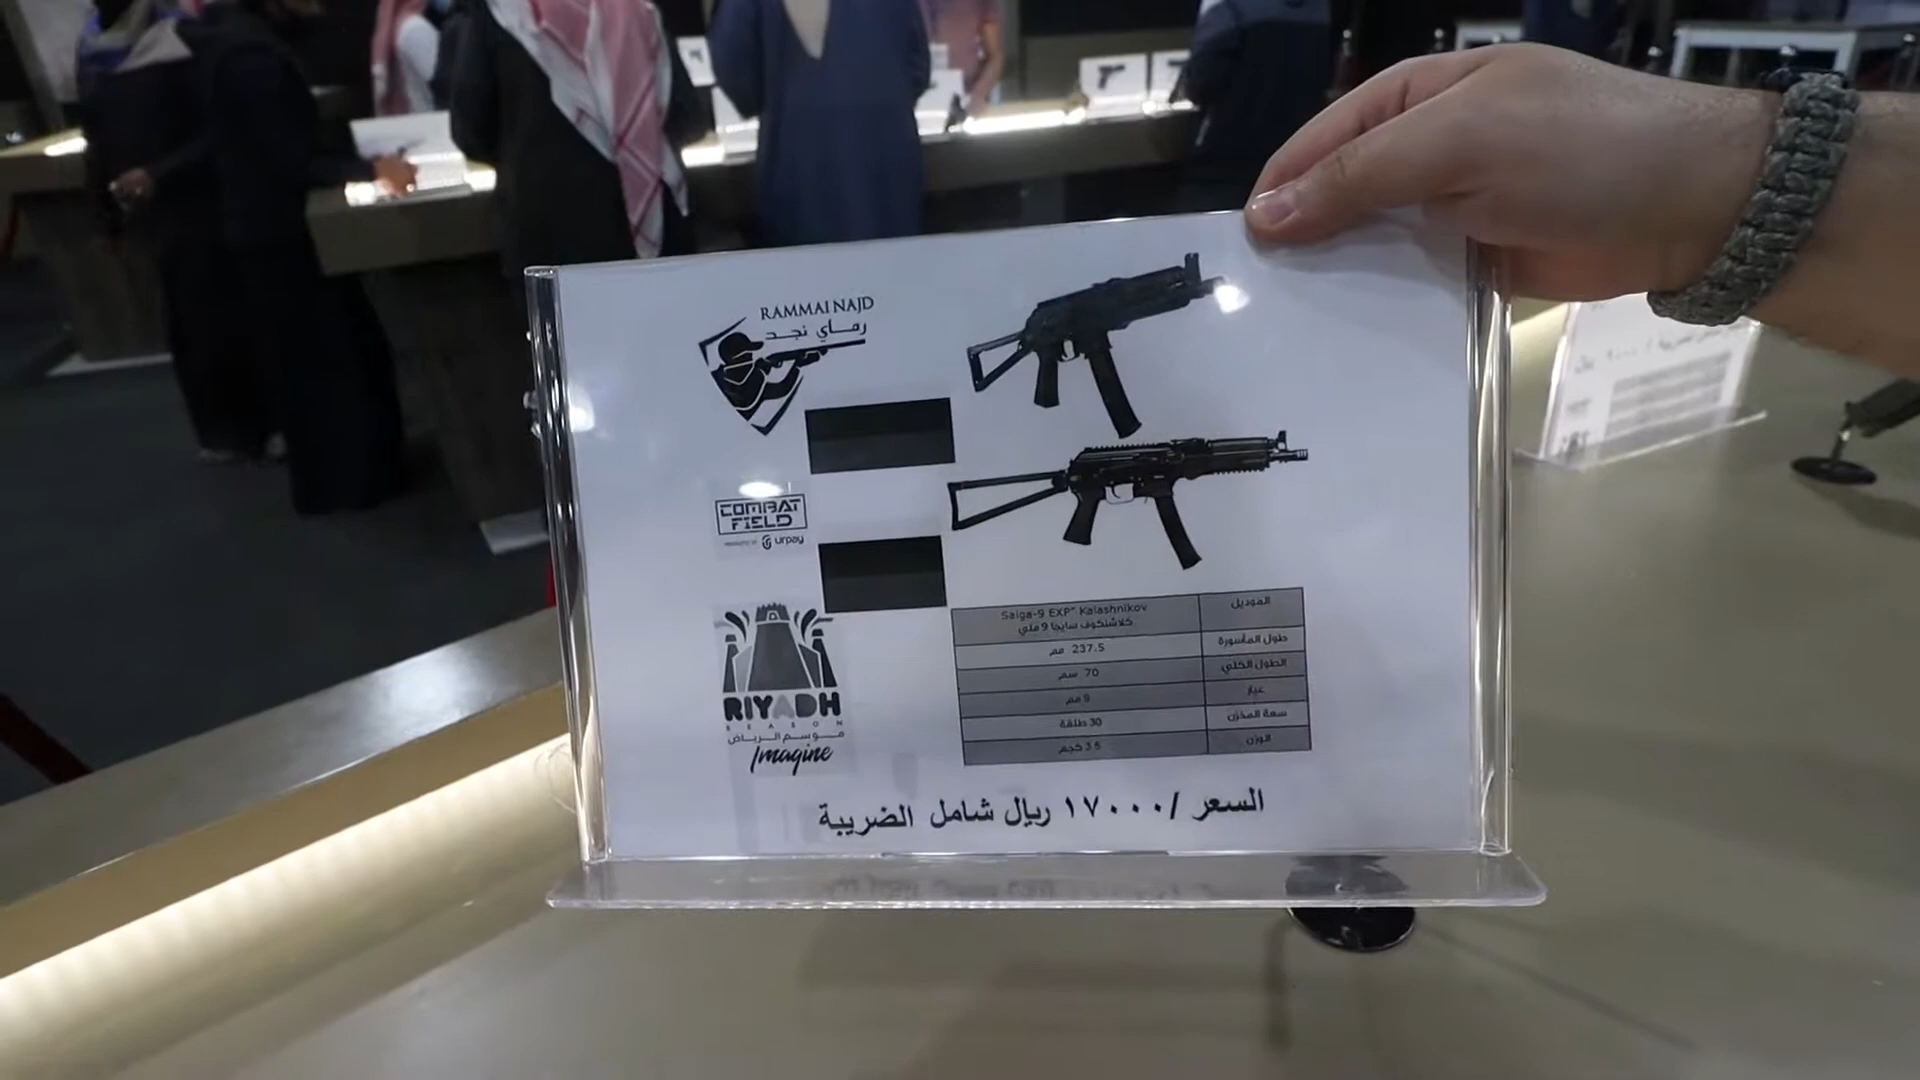 RAMMAI NAJD
رماي نجد
COMBAT
FIELD
urpay
RIYADH
SEASON
موسم الرياض
Imagine
الموديل Saiga-9 EXP" Kalashnikov
كلاشنكوف سايجا 9 ملي
طول المأسورة 237.5 مم
الطول الكلي 70 سم
عيار 9 مم
سعة المخزن 30 طلقة
الوزن 3.5 كجم
السعر / ١٧٠٠٠ ريال شامل الضريبة